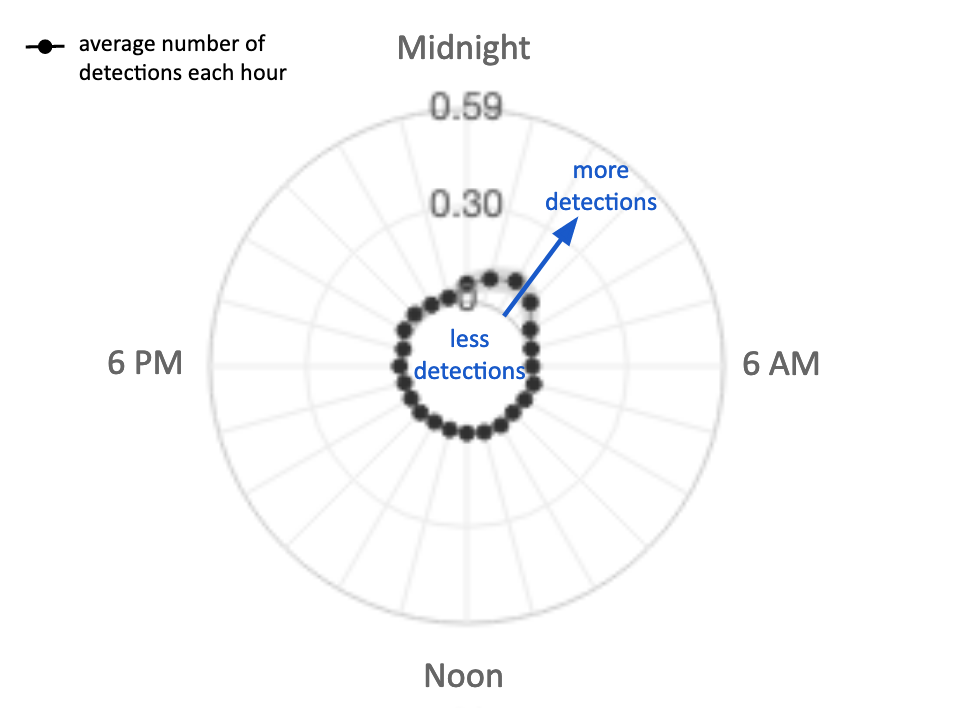 average number of
detections each hour
Midnight
0.59
more
detections
0.30
0
less
detections
6 PM
6 AM
Noon